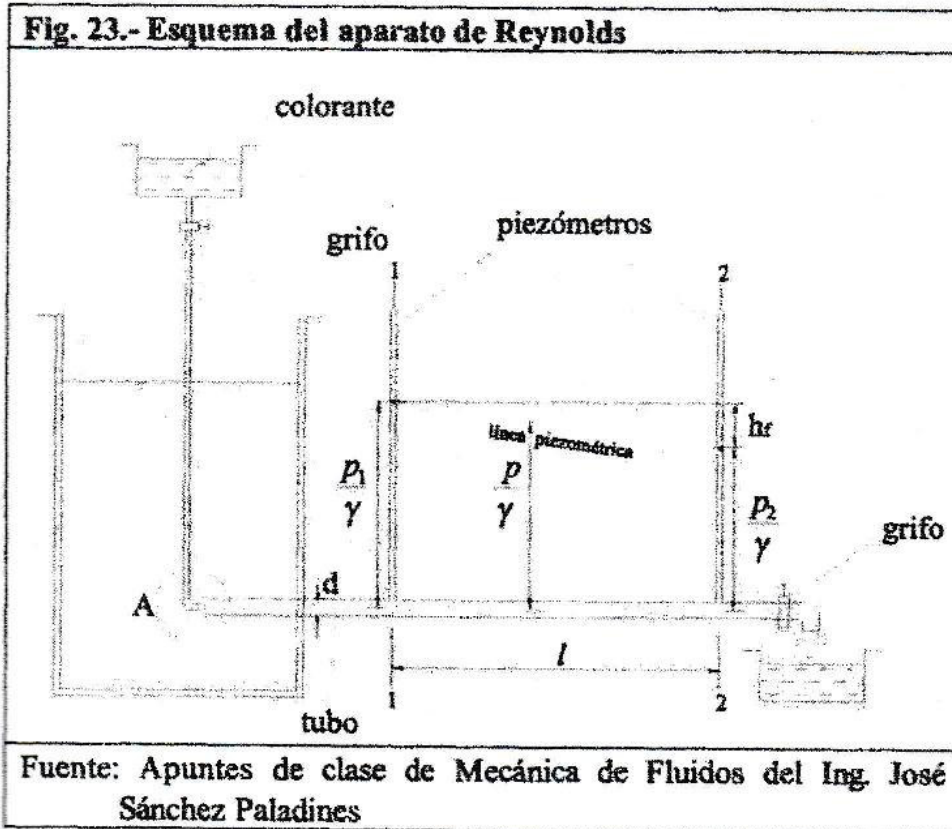 Fig. 23.- Esquema del aparato de Reynolds
colorante
grifo
piezómetros
1
2
línea piezométrica
hf
p1/γ
p/γ
p2/γ
grifo
A
d
l
1
2
tubo
Fuente: Apuntes de clase de Mecánica de Fluidos del Ing. José
Sánchez Paladines